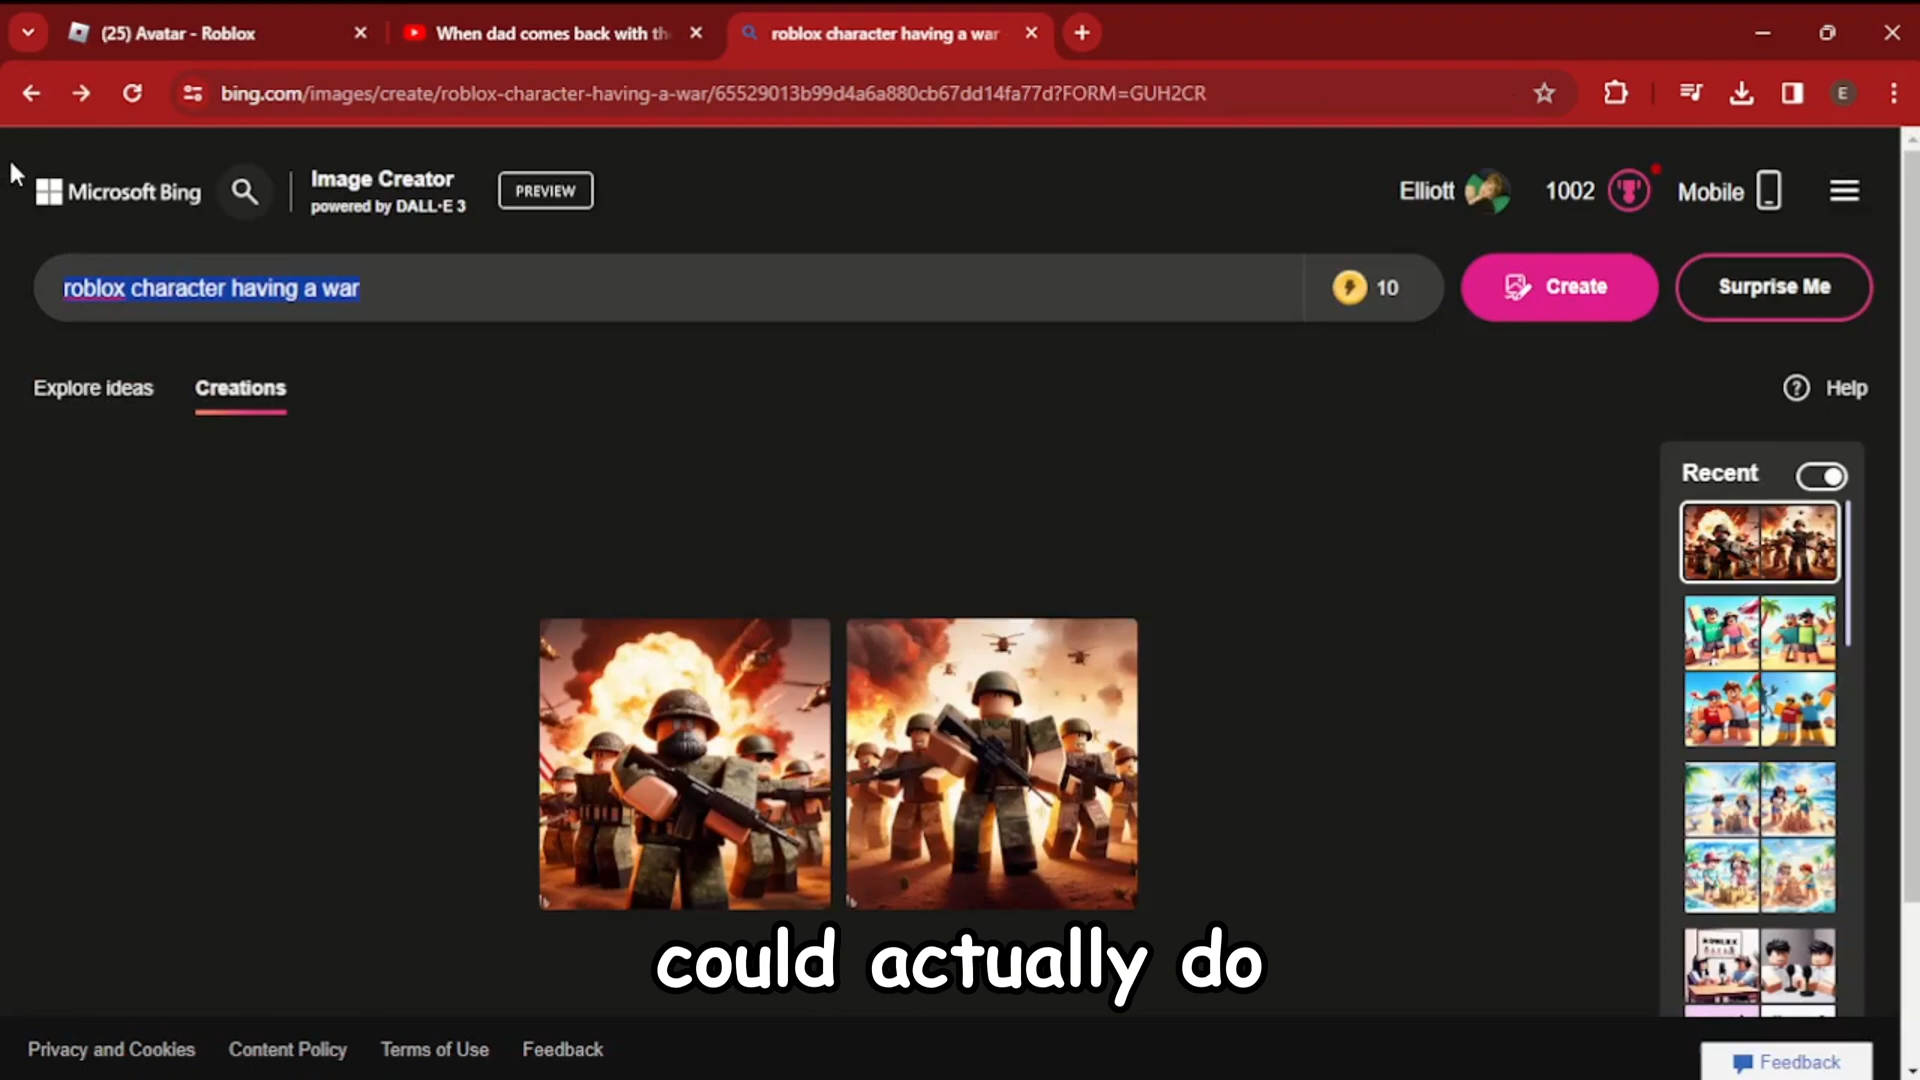 (25) Avatar - Roblox
When dad comes back with th
roblox character having a war
bing.com/images/create/roblox-character-having-a-war/65529013b99d4a6a880cb67dd14fa77d?FORM=GUH2CR
E
Microsoft Bing
Image Creator
powered by DALL·E 3
PREVIEW
Elliott
1002
Mobile
roblox character having a war
10
Create
Surprise Me
Explore ideas
Creations
Help
Recent
could actually do
Privacy and Cookies
Content Policy
Terms of Use
Feedback
Feedback